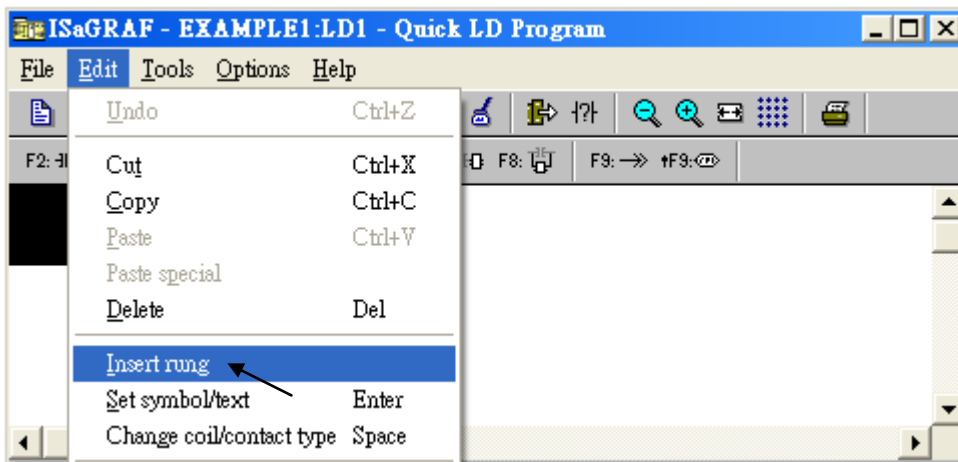 ISaGRAF - EXAMPLE1:LD1 - Quick LD Program
File Edit Tools Options Help
Undo Ctrl+Z
F2: F8: F9: F9:
Cut Ctrl+X
Copy Ctrl+C
Paste Ctrl+V
Paste special
Delete Del
Insert rung
Set symbol/text Enter
Change coil/contact type Space